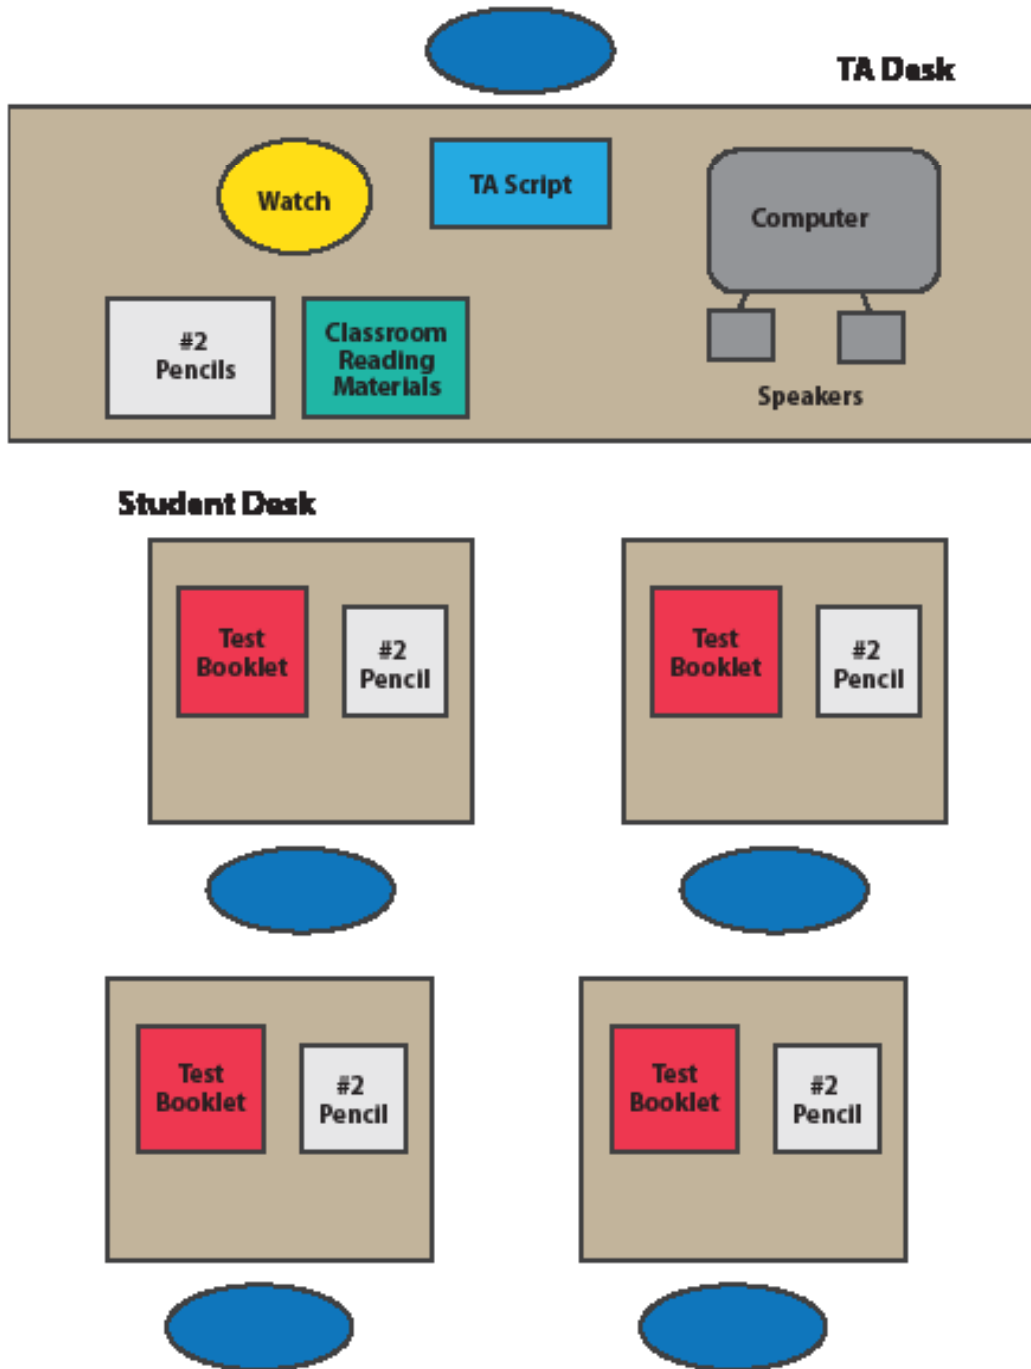 TA Desk
Watch
TA Script
Computer
#2
Pencils
Classroom
Reading
Materials
Speakers
Student Desk
Test
Booklet
#2
Pencil
Test
Booklet
#2
Pencil
Test
Booklet
#2
Pencil
Test
Booklet
#2
Pencil